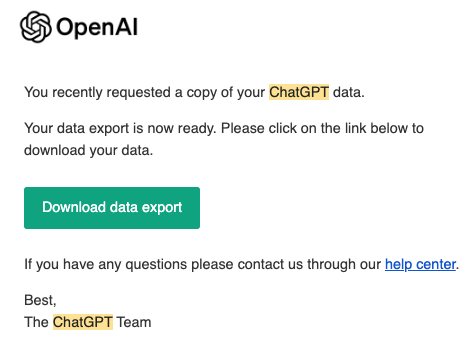 OpenAI
You recently requested a copy of your ChatGPT data.
Your data export is now ready. Please click on the link below to
download your data.
Download data export
If you have any questions please contact us through our help center.
Best,
The ChatGPT Team